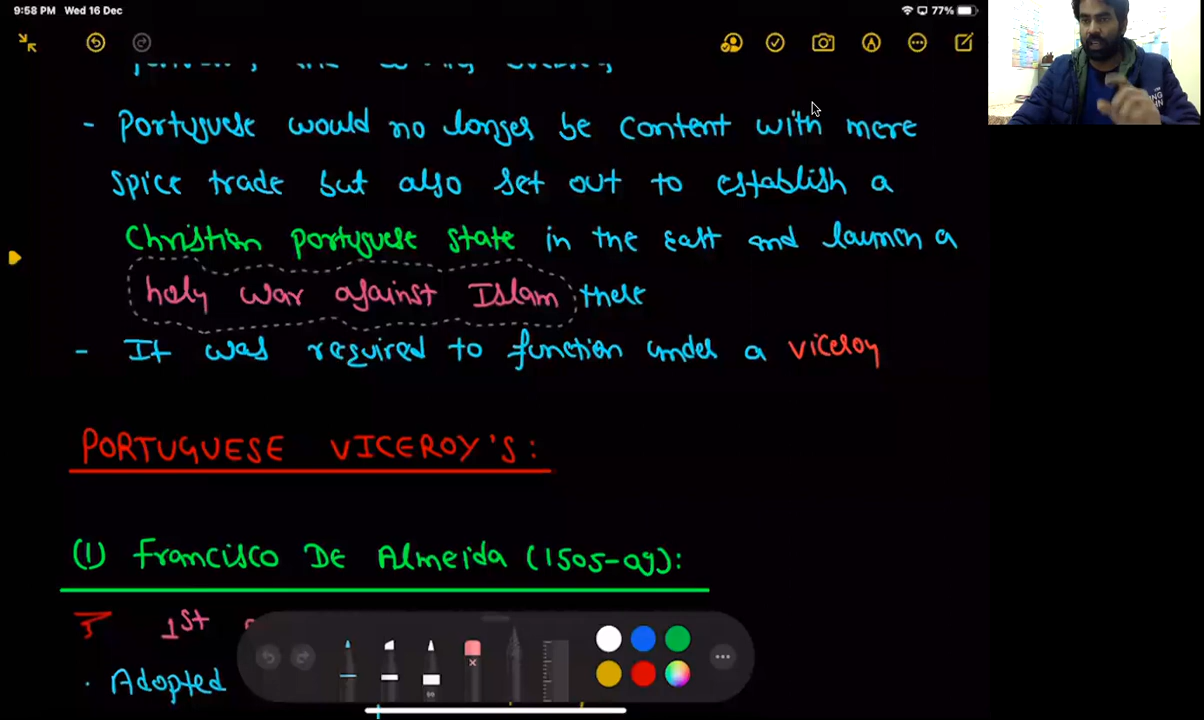 9:58 PM Wed 16 Dec 77%
- Portuguese would no longer be content with mere
spice trade but also set out to establish a
Christian Portuguese state in the East and launch a
holy war against Islam there
- It was required to function under a viceroy
PORTUGUESE VICEROY'S:
(1) Francisco De Almeida (1505-09):
1st
· Adopted